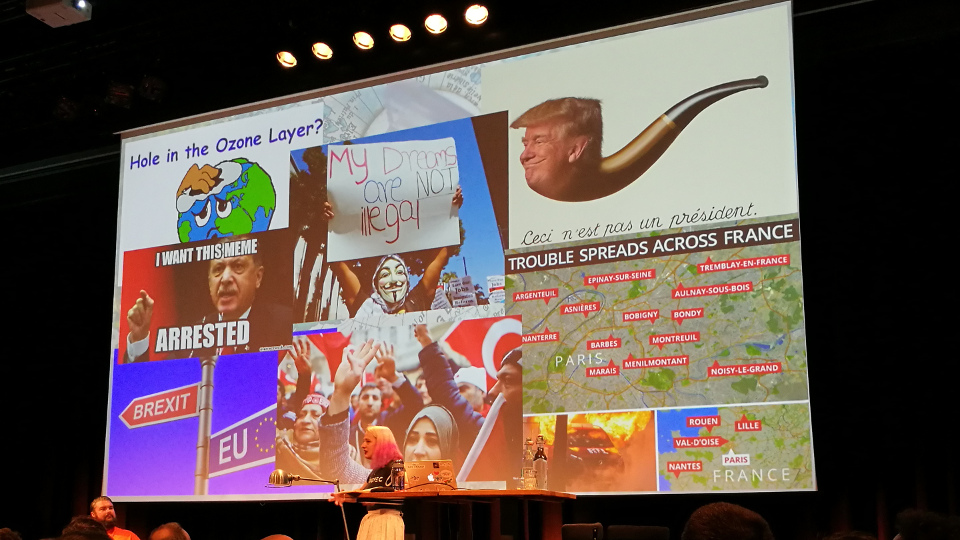 Hole in the Ozone Layer?
My Dreams
are NOT
illegal
Ceci n'est pas un président.
I WANT THIS MEME
ARRESTED
TROUBLE SPREADS ACROSS FRANCE
TREMBLAY-EN-FRANCE
EPINAY-SUR-SEINE
ARGENTEUIL
AULNAY-SOUS-BOIS
ASNIÈRES
BOBIGNY
BONDY
NANTERRE
BARBES
MONTREUIL
PARIS
MENILMONTANT
MARAIS
NOISY-LE-GRAND
BREXIT
EU
ROUEN
LILLE
VAL-D'OISE
PARIS
NANTES
FRANCE